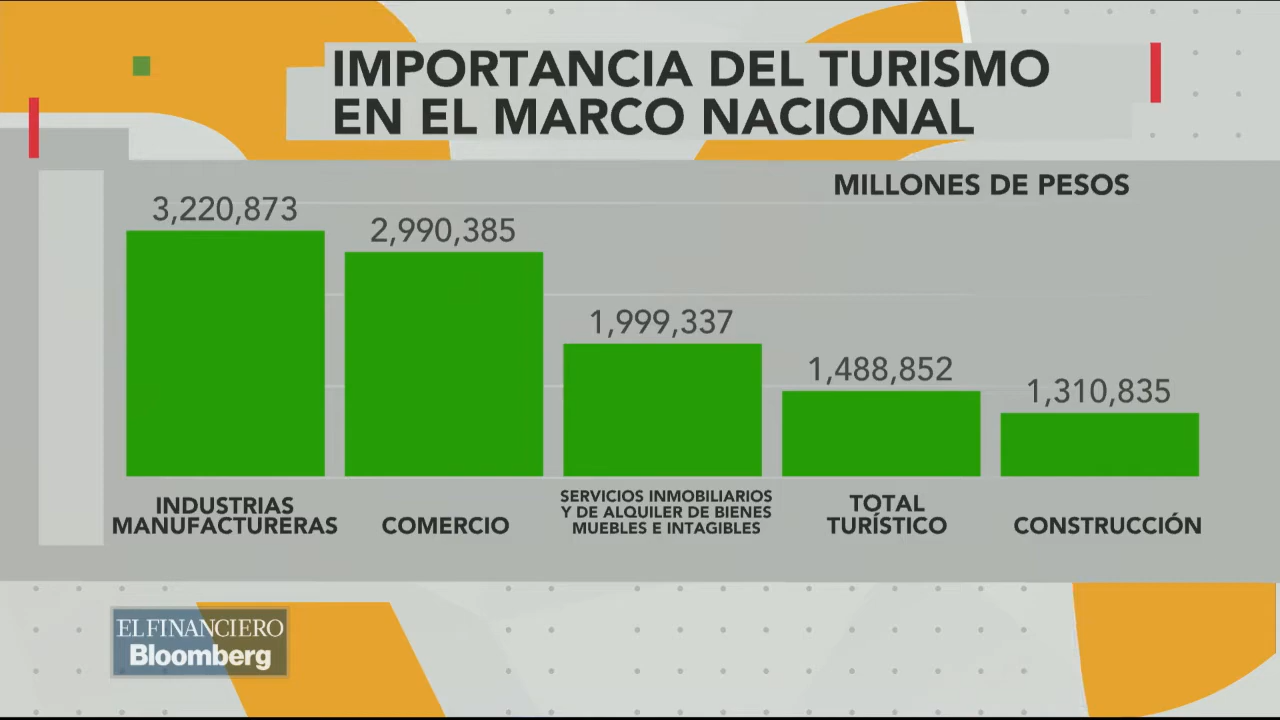 IMPORTANCIA DEL TURISMO
EN EL MARCO NACIONAL
MILLONES DE PESOS
3,220,873
2,990,385
1,999,337
1,488,852
1,310,835
INDUSTRIAS
MANUFACTURERAS
COMERCIO
SERVICIOS INMOBILIARIOS
Y DE ALQUILER DE BIENES
MUEBLES E INTAGIBLES
TOTAL
TURÍSTICO
CONSTRUCCIÓN
EL FINANCIERO
Bloomberg